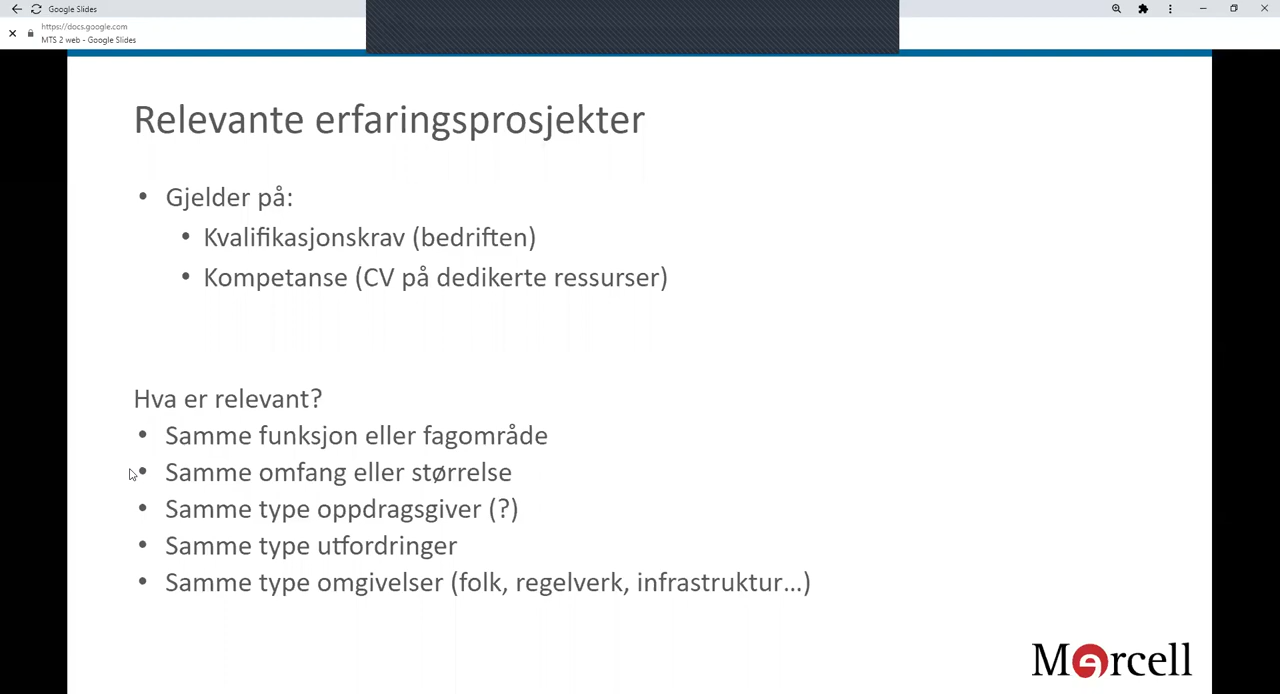 Google Slides
https://docs.google.com
MTS 2 web - Google Slides
Relevante erfaringsprosjekter
• Gjelder på:
• Kvalifikasjonskrav (bedriften)
• Kompetanse (CV på dedikerte ressurser)
Hva er relevant?
• Samme funksjon eller fagområde
• Samme omfang eller størrelse
• Samme type oppdragsgiver (?)
• Samme type utfordringer
• Samme type omgivelser (folk, regelverk, infrastruktur...)
Mercell